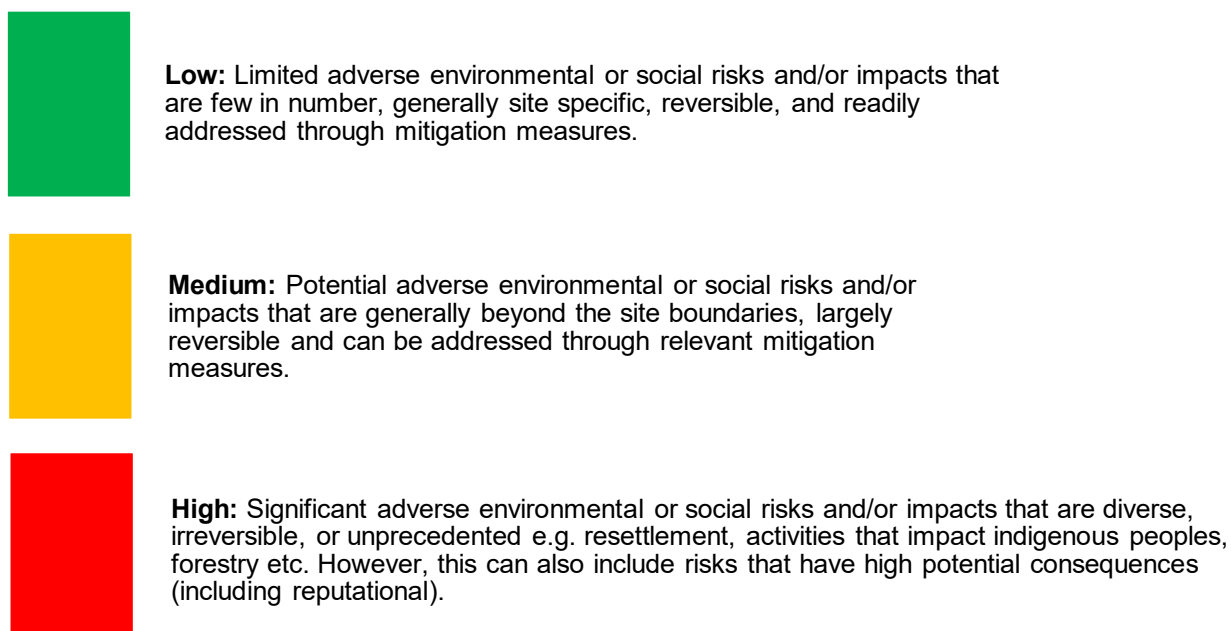 Low: Limited adverse environmental or social risks and/or impacts that
are few in number, generally site specific, reversible, and readily
addressed through mitigation measures.
Medium: Potential adverse environmental or social risks and/or
impacts that are generally beyond the site boundaries, largely
reversible and can be addressed through relevant mitigation
measures.
High: Significant adverse environmental or social risks and/or impacts that are diverse,
irreversible, or unprecedented e.g. resettlement, activities that impact indigenous peoples,
forestry etc. However, this can also include risks that have high potential consequences
(including reputational).